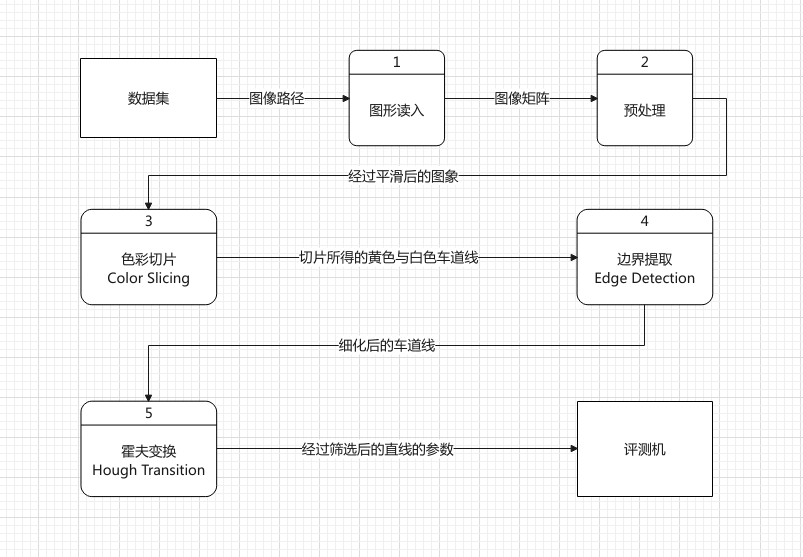 1
2
数据集
图像路径
图形读入
图像矩阵
预处理
经过平滑后的图象
3
4
色彩切片
Color Slicing
切片所得的黄色与白色车道线
边界提取
Edge Detection
细化后的车道线
5
霍夫变换
Hough Transition
经过筛选后的直线的参数
评测机